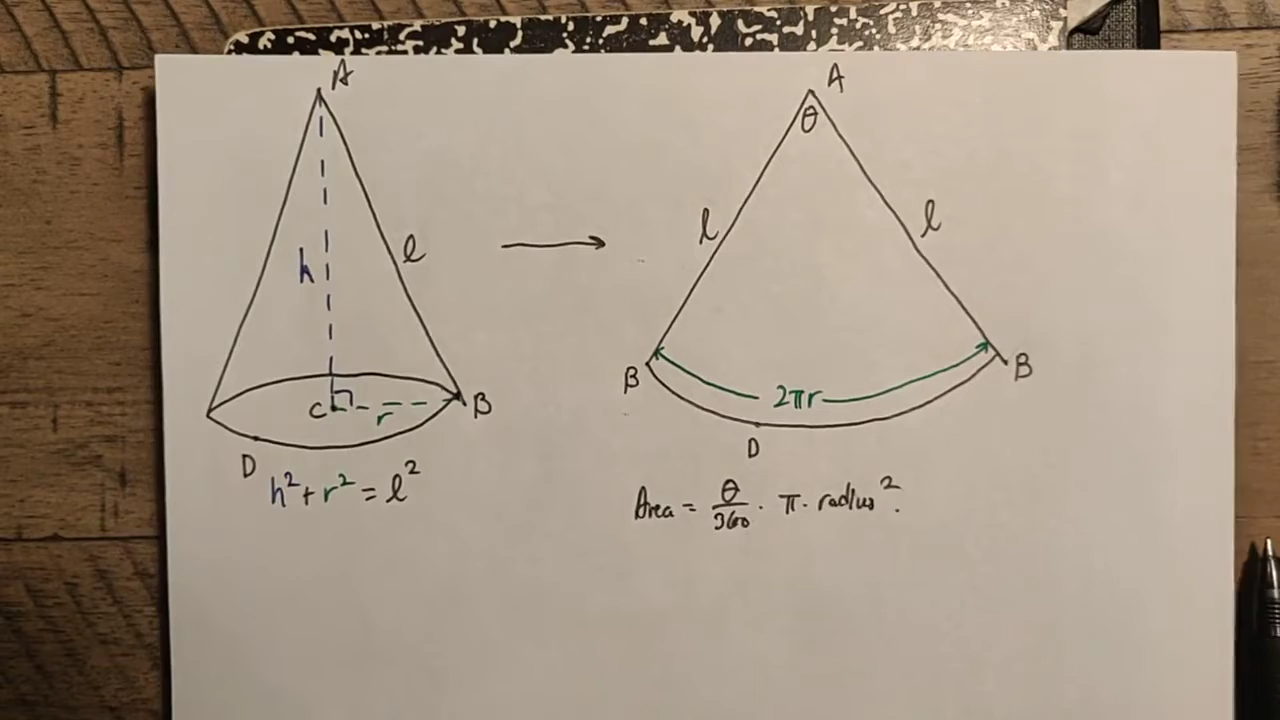 A
h
l
C
r
B
D
h² + r² = l²
A
θ
l
l
B
B
2πr
D
Area = θ/360 · π · radius².